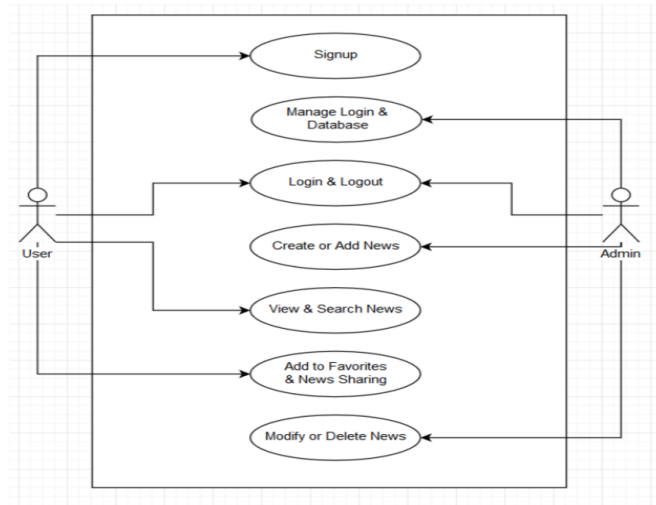 Signup
Manage Login &
Database
Login & Logout
User
Create or Add News
Admin
View & Search News
Add to Favorites
& News Sharing
Modify or Delete News